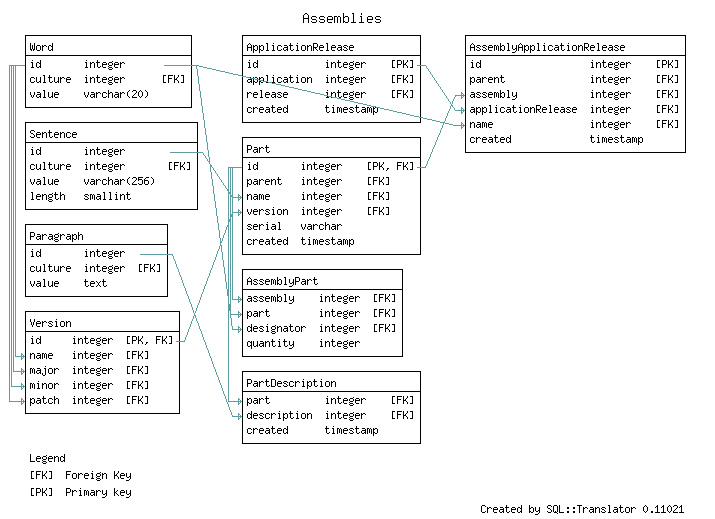 Assemblies
Word
id integer
culture integer [FK]
value varchar(20)
Sentence
id integer
culture integer [FK]
value varchar(256)
length smallint
Paragraph
id integer
culture integer [FK]
value text
Version
id integer [PK, FK]
name integer [FK]
major integer [FK]
minor integer [FK]
patch integer [FK]
ApplicationRelease
id integer [PK]
application integer [FK]
release integer [FK]
created timestamp
Part
id integer [PK, FK]
parent integer [FK]
name integer [FK]
version integer [FK]
serial varchar
created timestamp
AssemblyPart
assembly integer [FK]
part integer [FK]
designator integer [FK]
quantity integer
PartDescription
part integer [FK]
description integer [FK]
created timestamp
AssemblyApplicationRelease
id integer [PK]
parent integer [FK]
assembly integer [FK]
applicationRelease integer [FK]
name integer [FK]
created timestamp
Legend
[FK] Foreign Key
[PK] Primary key
Created by SQL::Translator 0.11021